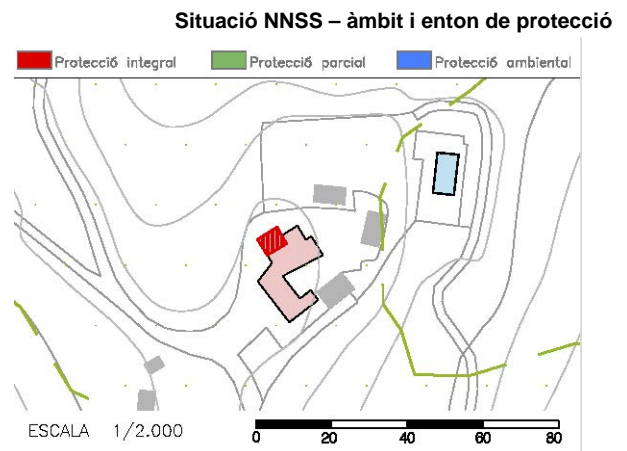 Situació NNSS – àmbit i enton de protecció
Protecció integral Protecció parcial Protecció ambiental
ESCALA 1/2.000
0 20 40 60 80